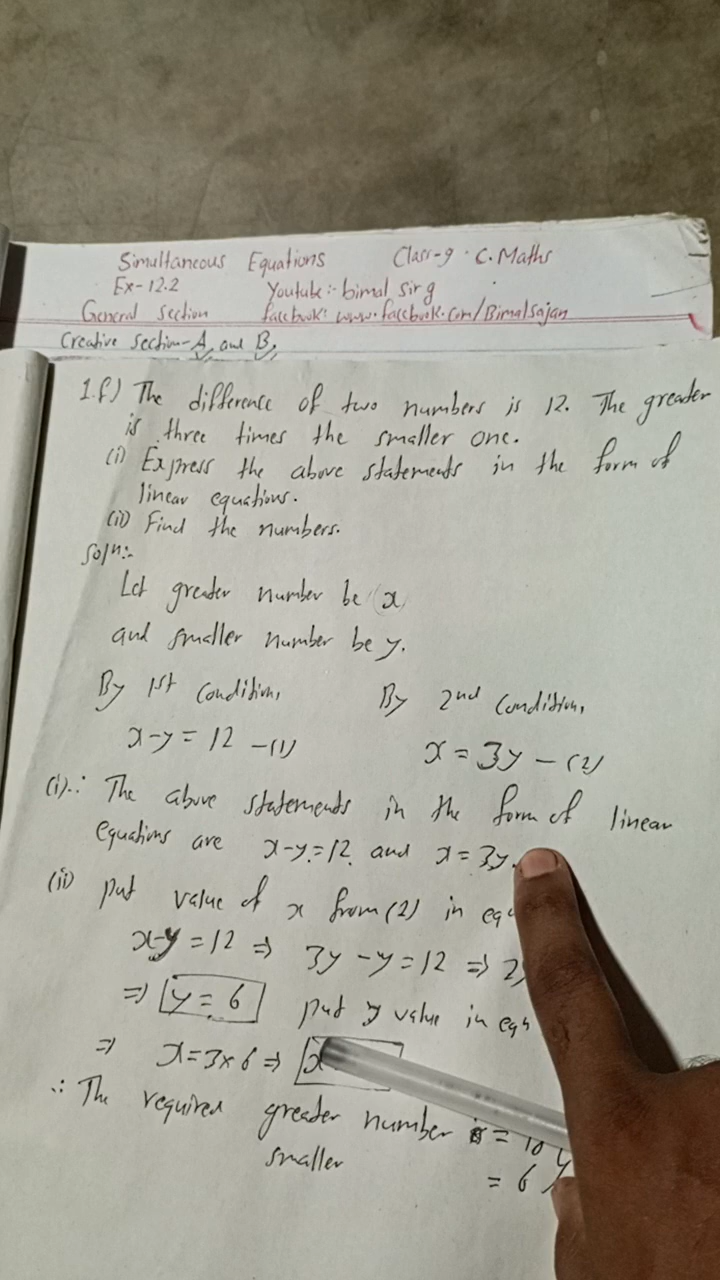 Simultaneous Equations Class-9 C. Maths
Ex-12.2 Youtube:- bimal sir g
General section facebook: www.facebook.com/Bimalsajan
Creative section-A and B,
1.f) The difference of two numbers is 12. The greater
is three times the smaller one.
(i) Express the above statements in the form of
linear equations.
(ii) Find the numbers.
Soln:-
Let greater number be x
and smaller number be y.
By 1st condition, By 2nd condition,
x-y = 12 -(1) x = 3y - (2)
(i).∴ The above statements in the form of linear
equations are x-y=12 and x=3y.
(ii) put value of x from (2) in eq
x-y = 12 ⇒ 3y - y = 12 ⇒ 2
⇒ y = 6 put y value in eqn
⇒ x = 3×6 ⇒ x
∴ The required greater number = 18
smaller = 6